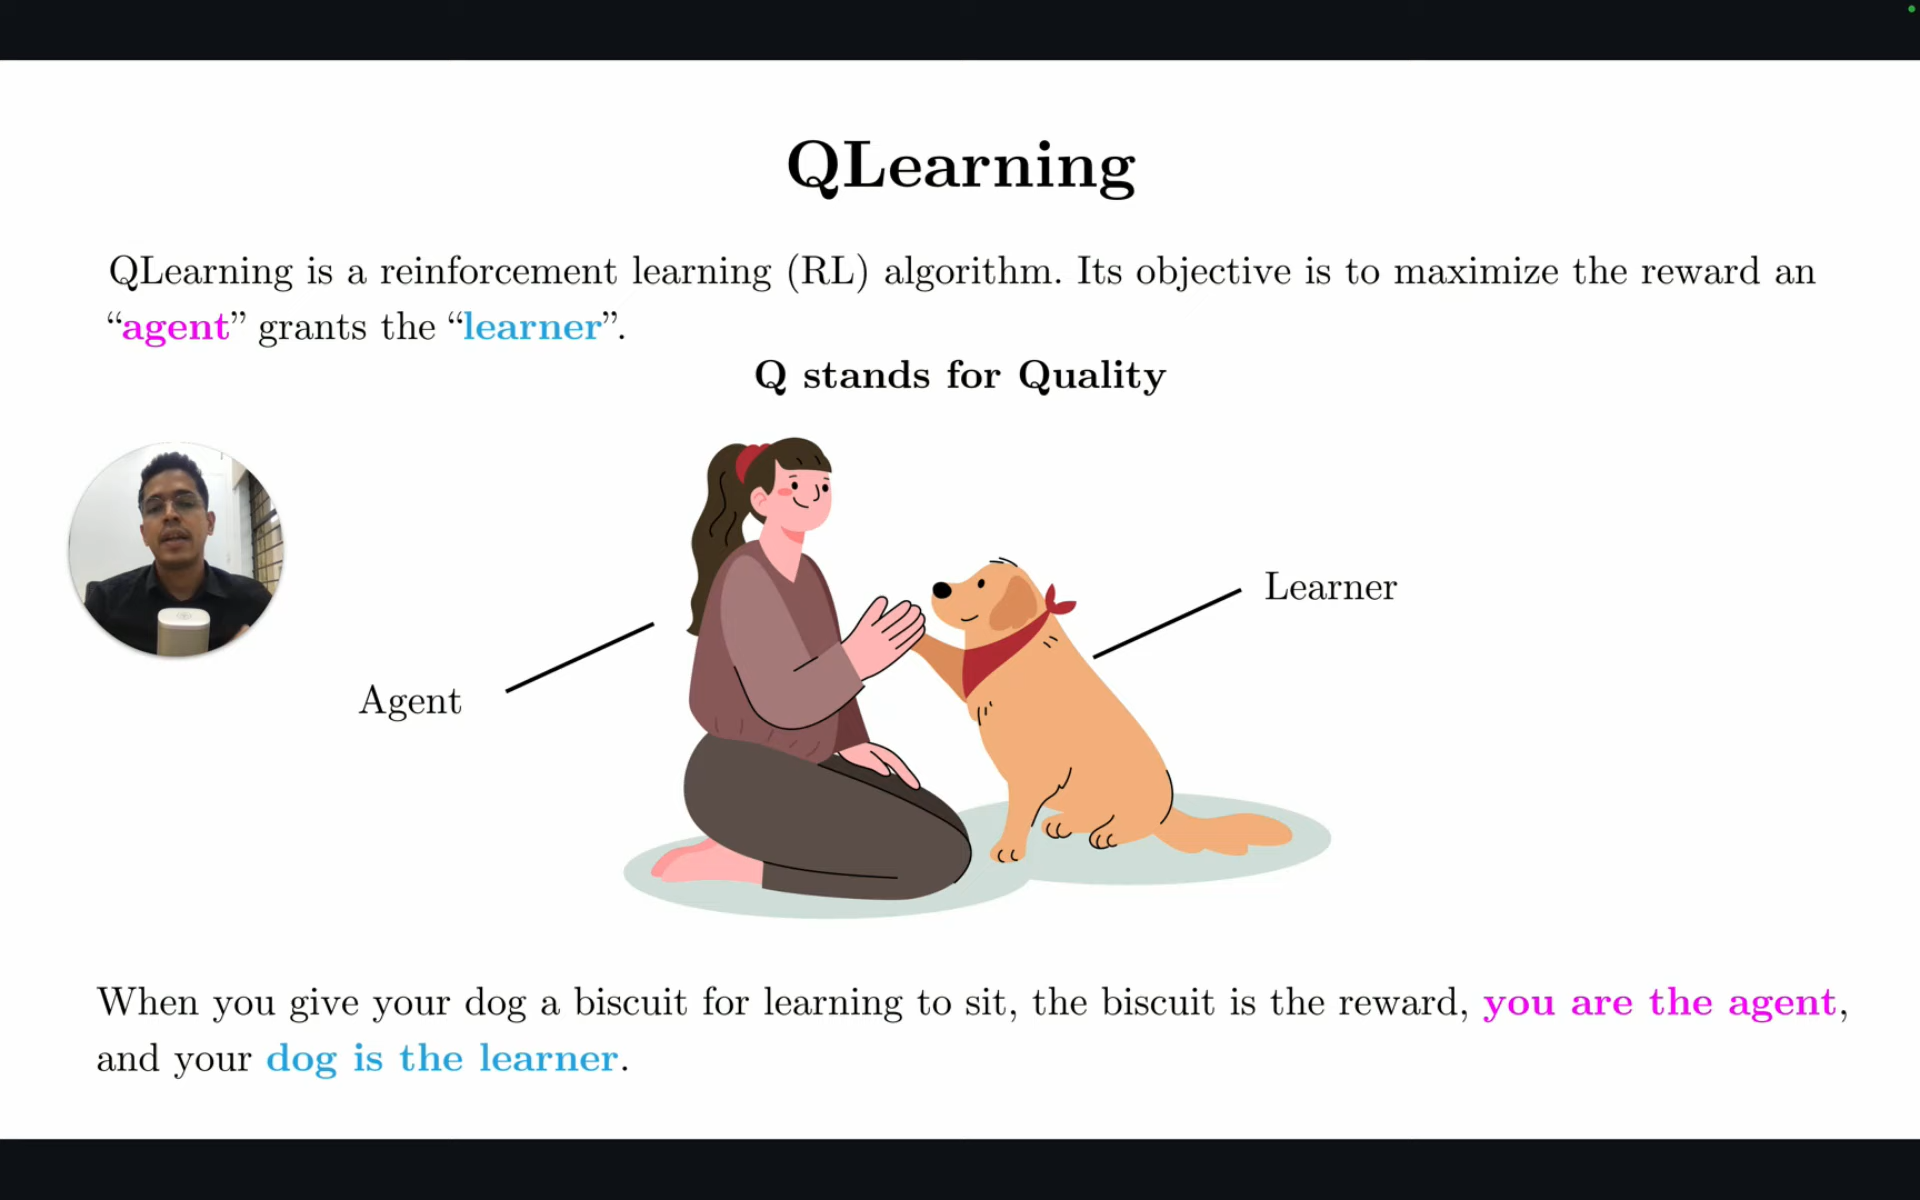 QLearning
QLearning is a reinforcement learning (RL) algorithm. Its objective is to maximize the reward an
“agent” grants the “learner”.
Q stands for Quality
Learner
Agent
When you give your dog a biscuit for learning to sit, the biscuit is the reward, you are the agent,
and your dog is the learner.